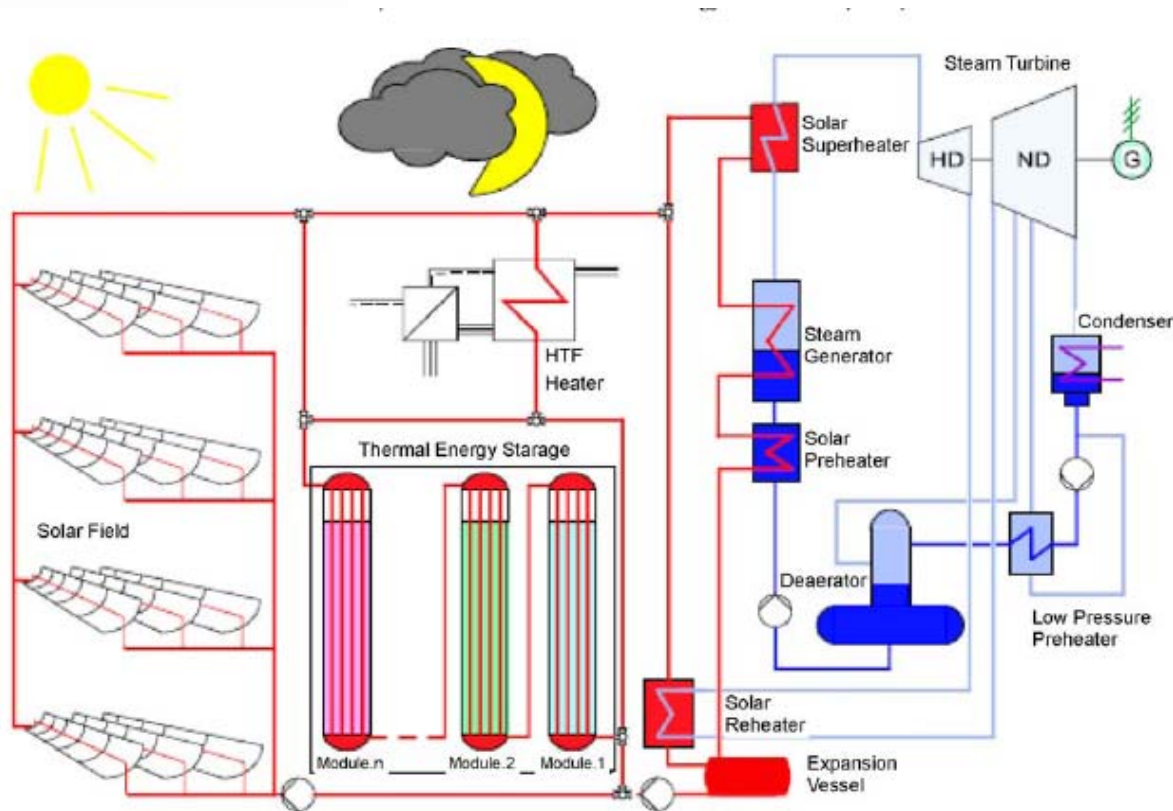 Steam Turbine
Solar
Superheater
HD
ND
G
Steam
Generator
Condenser
HTF
Heater
Thermal Energy Starage
Solar
Preheater
Solar Field
Deaerator
Low Pressure
Preheater
Solar
Reheater
Module.n
Module.2
Module.1
Expansion
Vessel